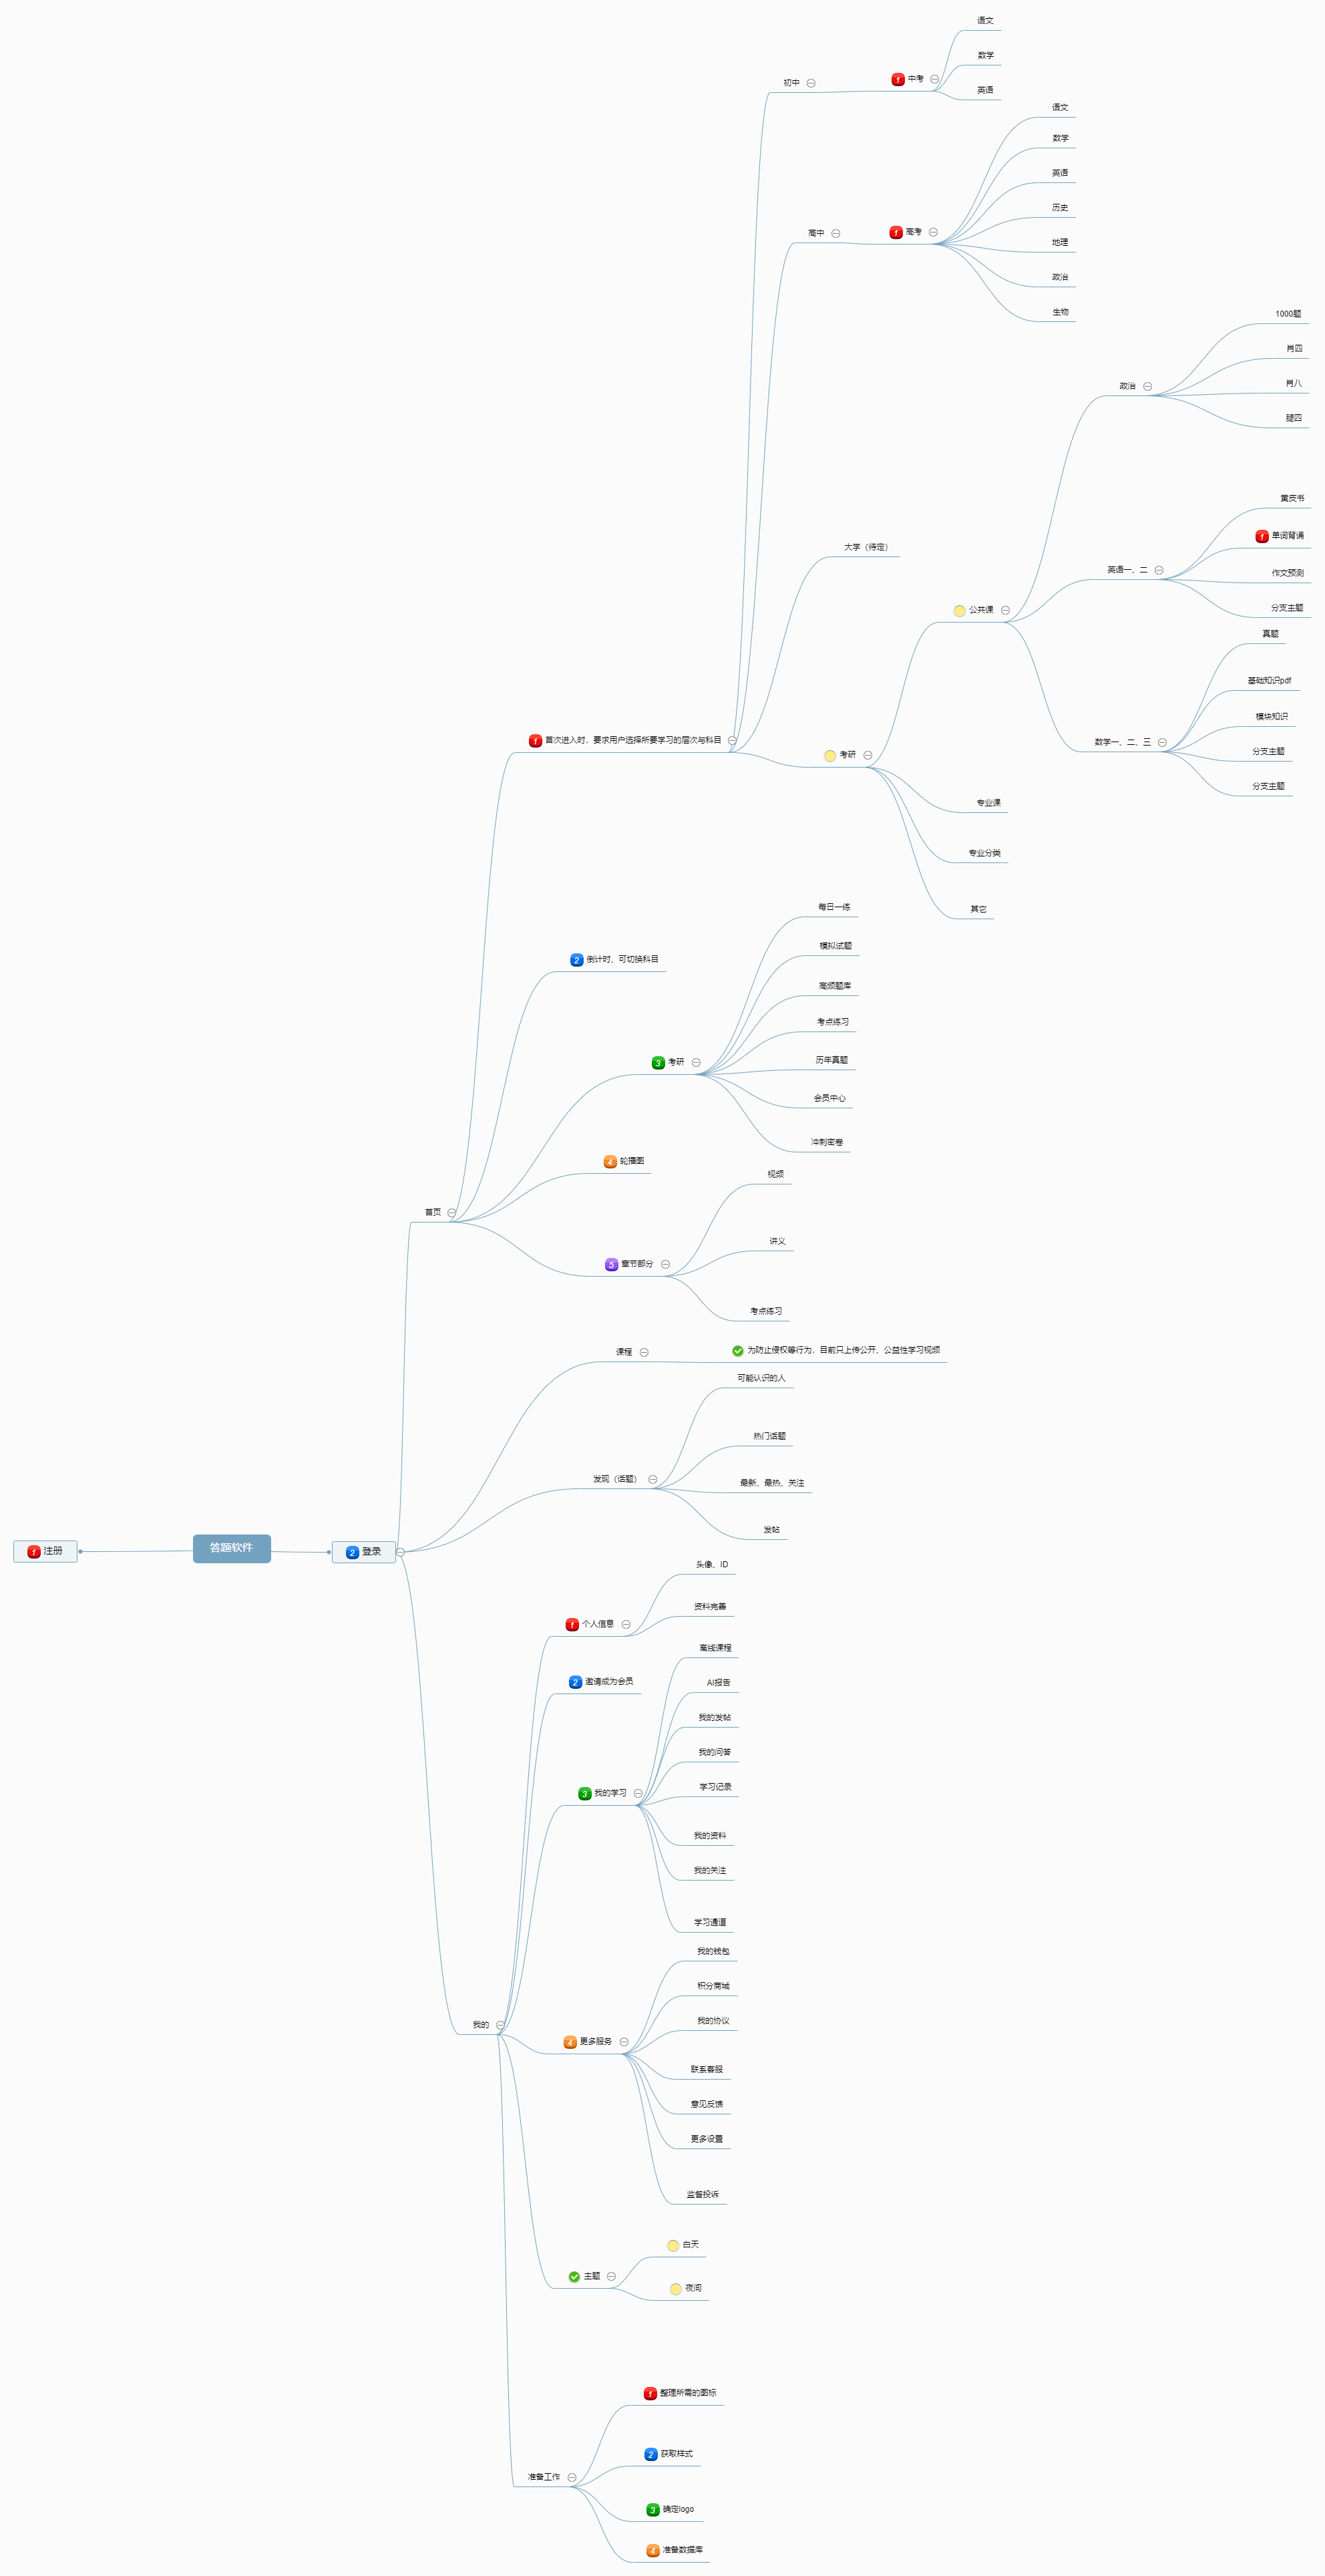 语文
数学
初中
1 中考
英语
语文
数学
英语
历史
高中
1 高考
地理
政治
生物
1000题
肖四
政治
肖八
腿四
黄皮书
1 单词背诵
大学（待定）
英语一、二
作文预测
公共课
分支主题
真题
基础知识pdf
模块知识
1 首次进入时，要求用户选择所要学习的层次与科目
数学一、二、三
考研
分支主题
分支主题
专业课
专业分类
其它
每日一练
模拟试题
2 倒计时、可切换科目
高频题库
考点练习
3 考研
历年真题
会员中心
冲刺密卷
4 轮播图
视频
首页
讲义
5 章节部分
考点练习
课程
为防止侵权等行为，目前只上传公开、公益性学习视频
可能认识的人
热门话题
发现（话题）
最新、最热、关注
发帖
1 注册
答题软件
2 登录
头像、ID
资料完善
1 个人信息
离线课程
2 邀请成为会员
AI报告
我的发帖
我的问答
3 我的学习
学习记录
我的资料
我的关注
学习通道
我的钱包
积分商城
我的
我的协议
4 更多服务
联系客服
意见反馈
更多设置
监督投诉
白天
主题
夜间
1 整理所需的图标
2 获取样式
准备工作
3 确定logo
4 准备数据库